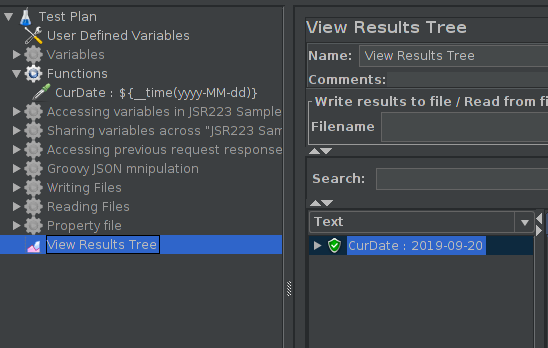 Test Plan
User Defined Variables
Variables
Functions
CurDate : ${__time(yyyy-MM-dd)}
Accessing variables in JSR223 Sample
Sharing variables across "JSR223 Sam
Accessing previous request response
Groovy JSON mnipulation
Writing Files
Reading Files
Property file
View Results Tree
View Results Tree
Name: View Results Tree
Comments:
Write results to file / Read from fi
Filename
Search:
Text
CurDate : 2019-09-20